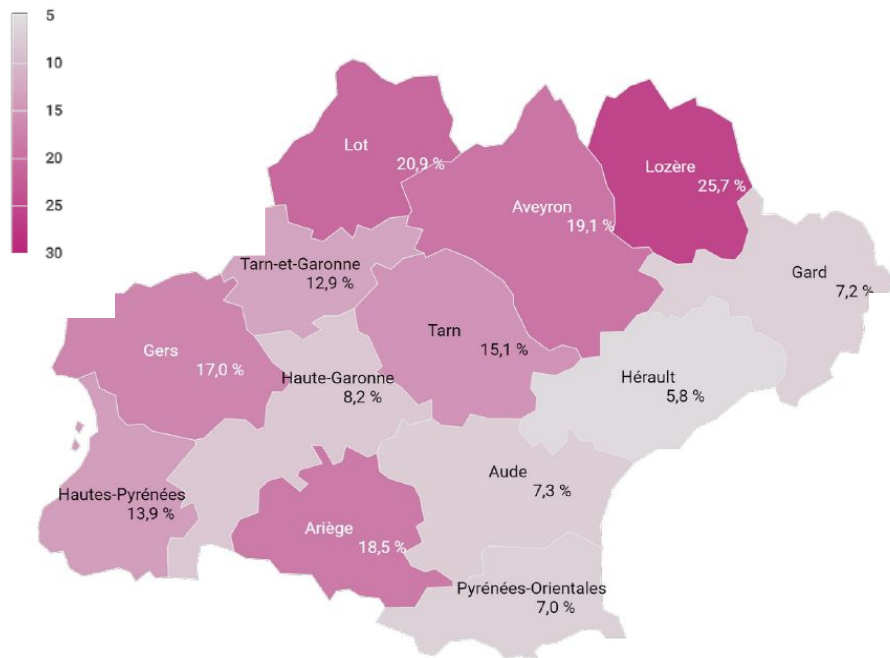 5
10
15
20
25
30
Lot
20,9 %
Lozère
25,7 %
Aveyron
19,1 %
Tarn-et-Garonne
12,9 %
Gard
7,2 %
Tarn
15,1 %
Gers
17,0 %
Haute-Garonne
8,2 %
Hérault
5,8 %
Hautes-Pyrénées
13,9 %
Aude
7,3 %
Ariège
18,5 %
Pyrénées-Orientales
7,0 %